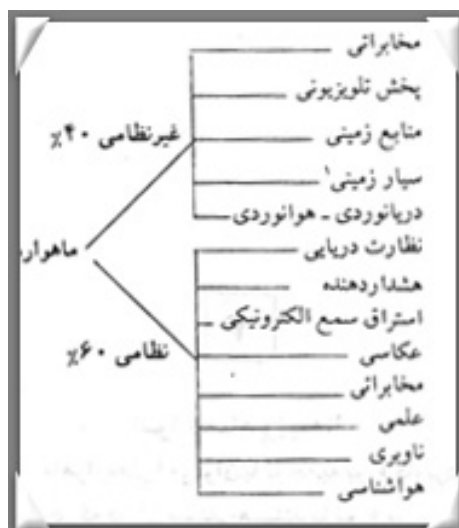 مخابراتی
پخش تلویزیونی
منابع زمینی
غیرنظامی ۴۰٪
سیار زمینی۱
دریانوردی - هوانوردی
ماهواره
نظارت دریایی
هشداردهنده
استراق سمع الکترونیکی
نظامی ۶۰٪
عکاسی
مخابراتی
علمی
ناوبری
هواشناسی